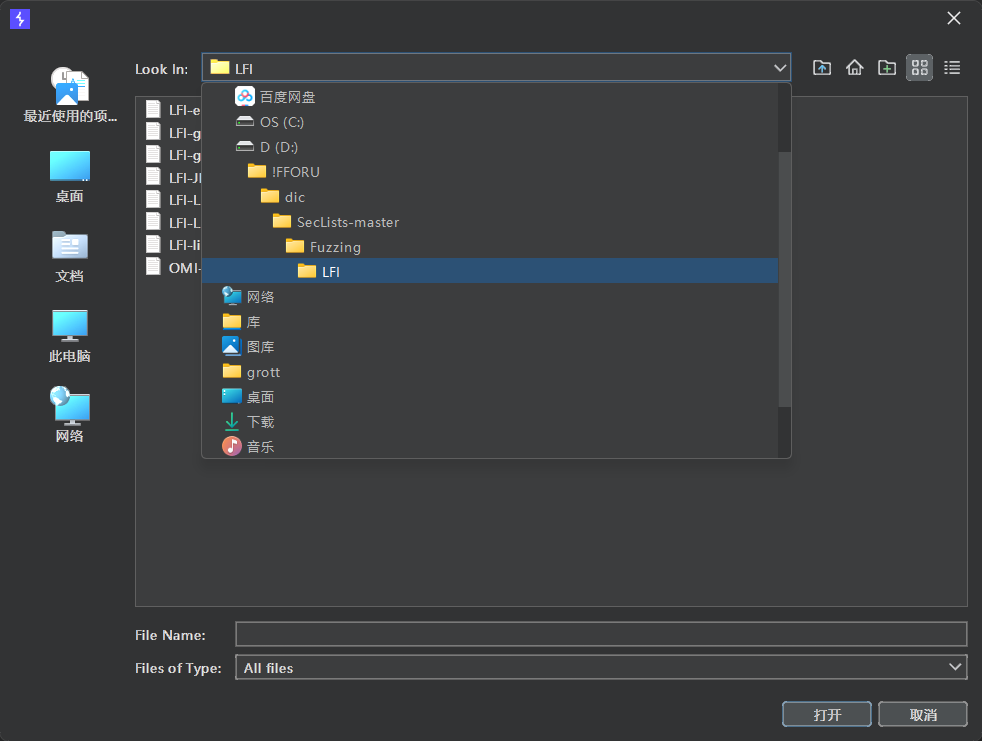 Look In:
LFI
最近使用的项...
桌面
文档
此电脑
网络
百度网盘
OS (C:)
D (D:)
!FFORU
dic
SecLists-master
Fuzzing
LFI
网络
库
图库
grott
桌面
下载
音乐
LFI-e
LFI-g
LFI-g
LFI-J
LFI-L
LFI-L
LFI-li
OMI-
File Name:
Files of Type:
All files
打开
取消